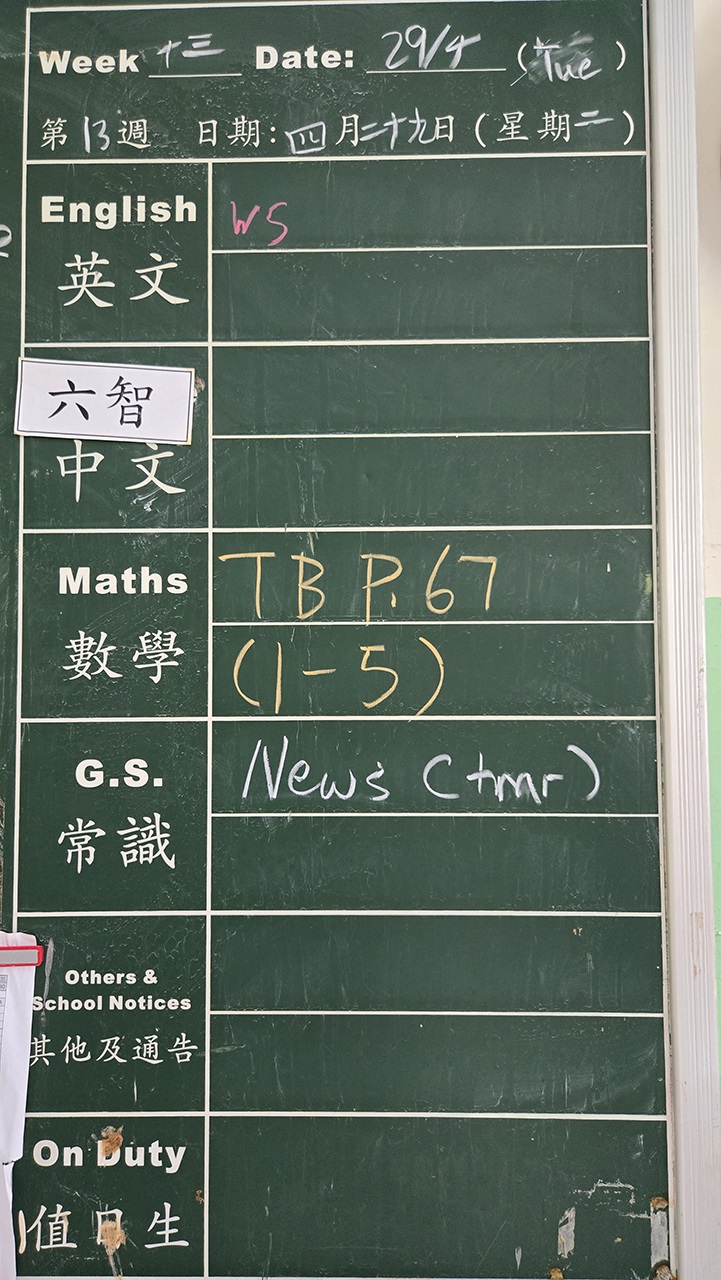 Week 十三 Date: 29/4 (Tue)
第13週 日期:四月二十九日(星期二)
English WS
英文
六智
中文
Maths TB P.67
數學 (1-5)
G.S. News (tmr)
常識
Others &
School Notices
其他及通告
On Duty
值日生